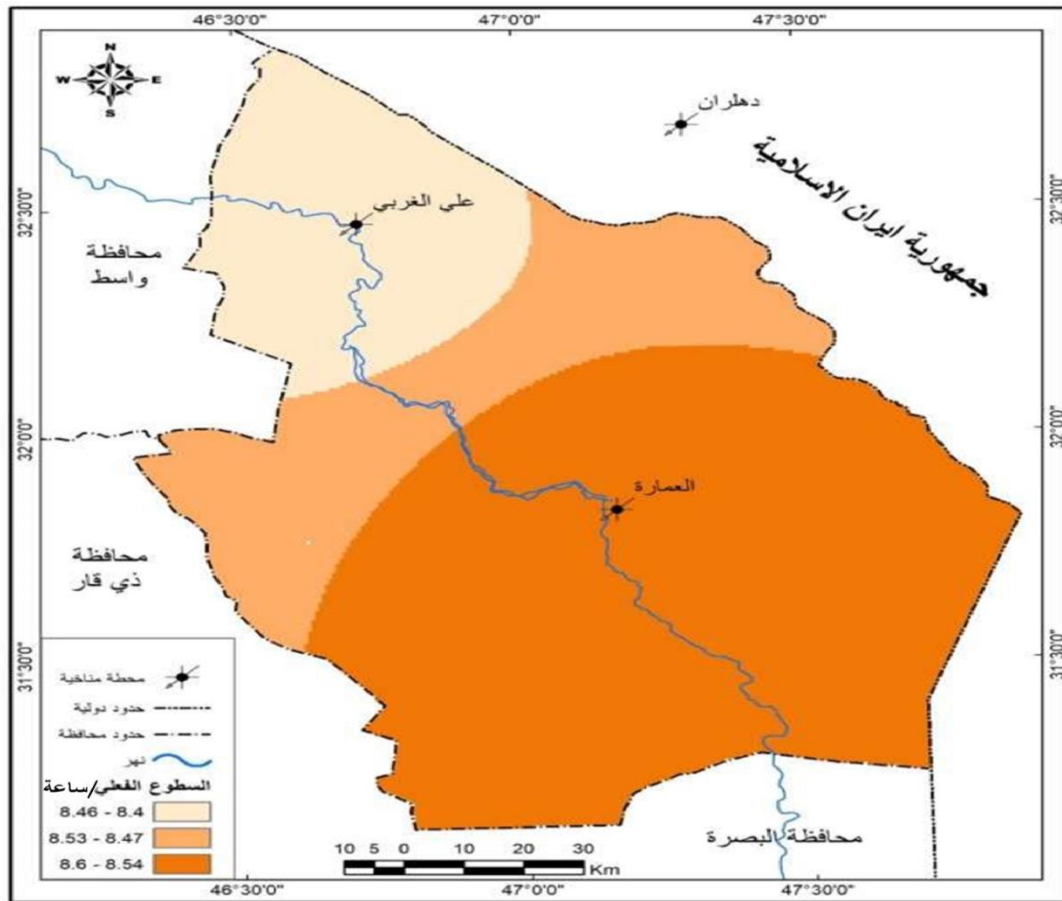 46°30'0"
47°0'0"
47°30'0"
N
W
E
S
دهلران
جمهورية ايران الاسلامية
32°30'0"
32°30'0"
علي الغربي
محافظة
واسط
32°0'0"
32°0'0"
العمارة
محافظة
ذي قار
31°30'0"
31°30'0"
محطة مناخية
حدود دولية
حدود محافظة
نهر
السطوع الفعلي/ساعة
8.46 - 8.4
8.53 - 8.47
8.6 - 8.54
محافظة البصرة
10 5 0 10 20 30
Km
46°30'0"
47°0'0"
47°30'0"